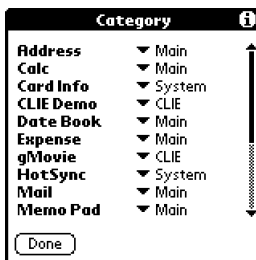 Category
Address Main
Calc Main
Card Info System
CLIE Demo CLIE
Date Book Main
Expense Main
gMovie CLIE
HotSync System
Mail Main
Memo Pad Main
Done